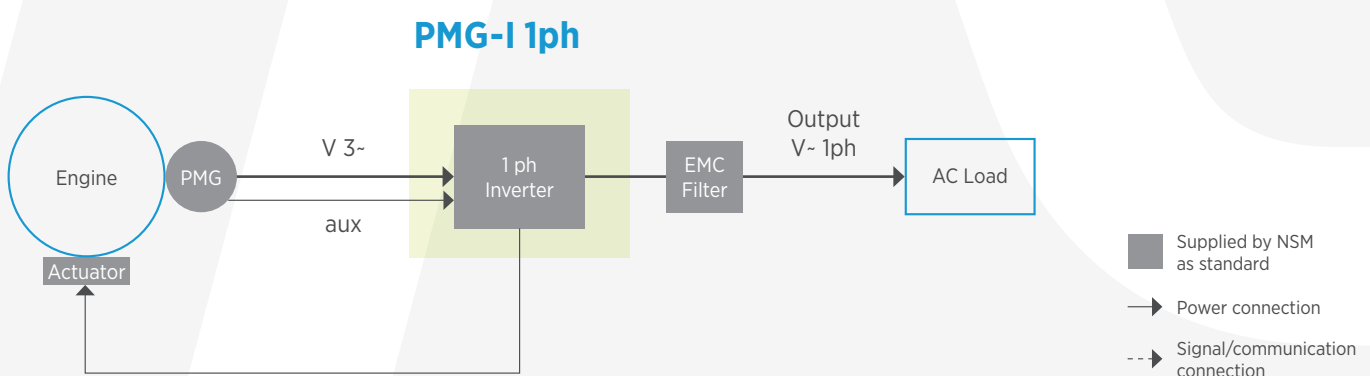 PMG-I 1ph
Engine
PMG
V 3~
aux
1 ph
Inverter
EMC
Filter
Output
V~ 1ph
AC Load
Actuator
Supplied by NSM
as standard
Power connection
Signal/communication
connection